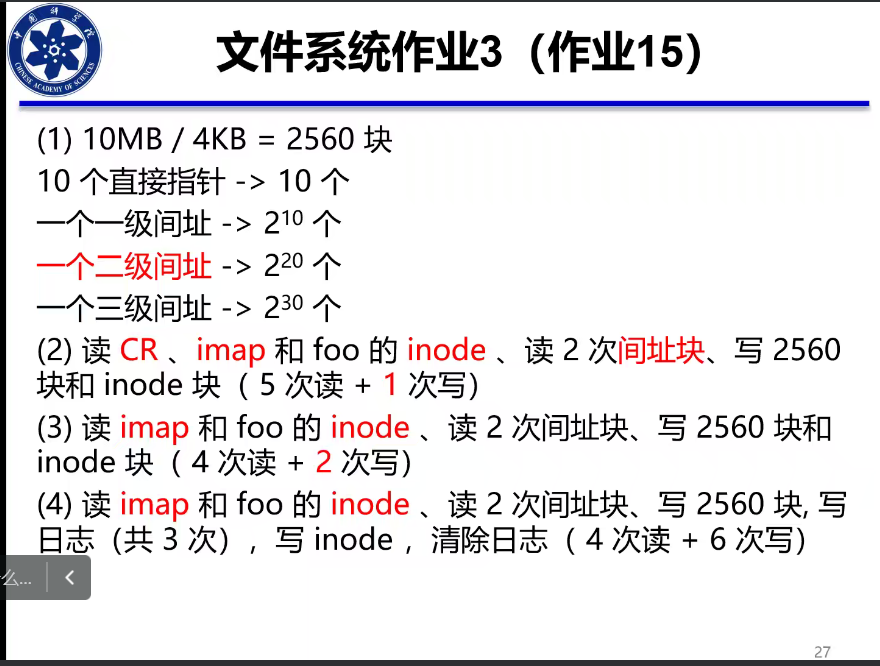 中国科学院
CHINESE ACADEMY OF SCIENCES
文件系统作业3（作业15）
(1) 10MB / 4KB = 2560 块
10 个直接指针 -> 10 个
一个一级间址 -> 2¹⁰ 个
一个二级间址 -> 2²⁰ 个
一个三级间址 -> 2³⁰ 个
(2) 读 CR 、imap 和 foo 的 inode 、读 2 次间址块、写 2560
块和 inode 块（ 5 次读 + 1 次写）
(3) 读 imap 和 foo 的 inode 、读 2 次间址块、写 2560 块和
inode 块（ 4 次读 + 2 次写）
(4) 读 imap 和 foo 的 inode 、读 2 次间址块、写 2560 块, 写
日志（共 3 次），写 inode ，清除日志（ 4 次读 + 6 次写）
么...
27